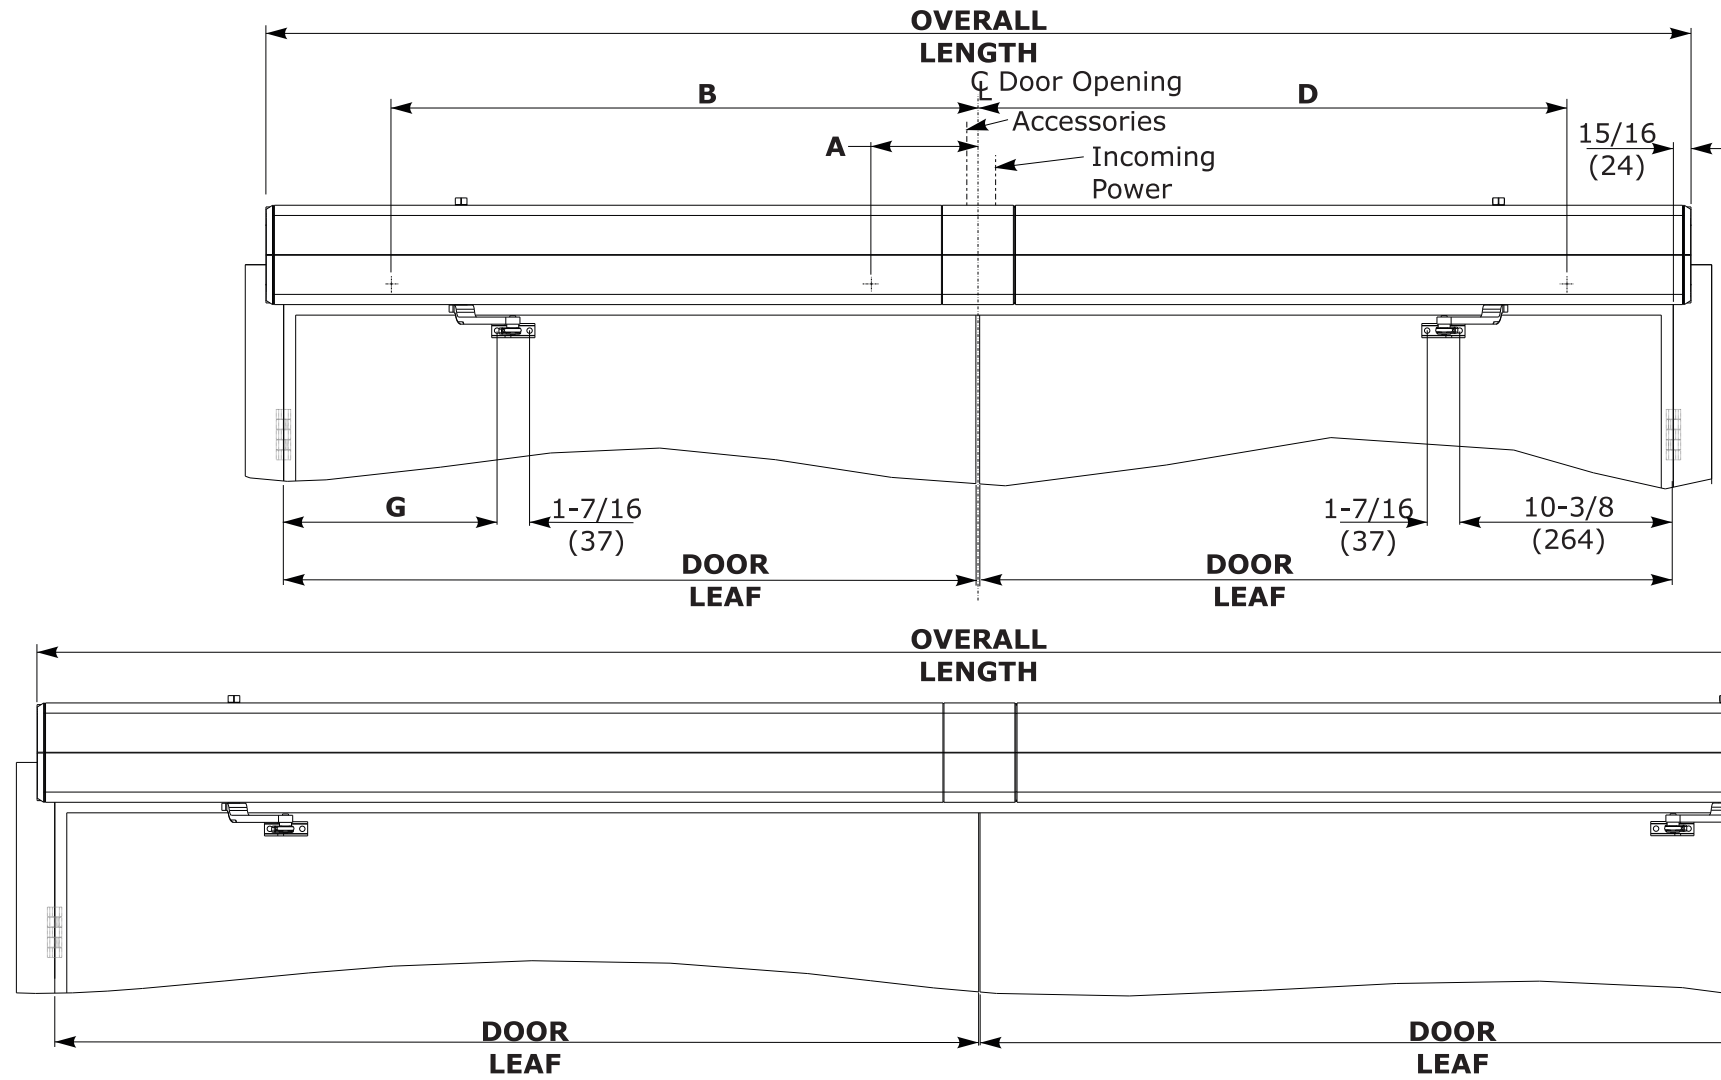 OVERALL
LENGTH
℄ Door Opening
B
D
Accessories
A
15/16
(24)
Incoming
Power
G
1-7/16
(37)
1-7/16
(37)
10-3/8
(264)
DOOR
LEAF
DOOR
LEAF
OVERALL
LENGTH
DOOR
LEAF
DOOR
LEAF